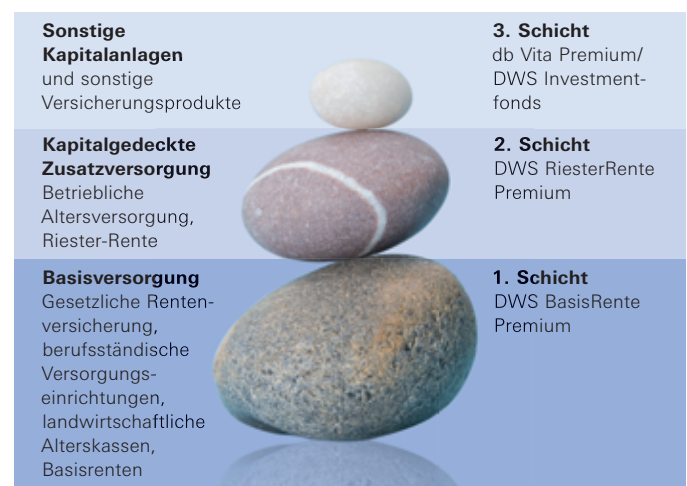 Sonstige
Kapitalanlagen
und sonstige
Versicherungsprodukte
3. Schicht
db Vita Premium/
DWS Investment-
fonds
Kapitalgedeckte
Zusatzversorgung
Betriebliche
Altersversorgung,
Riester-Rente
2. Schicht
DWS RiesterRente
Premium
Basisversorgung
Gesetzliche Renten-
versicherung,
berufsständische
Versorgungs-
einrichtungen,
landwirtschaftliche
Alterskassen,
Basisrenten
1. Schicht
DWS BasisRente
Premium